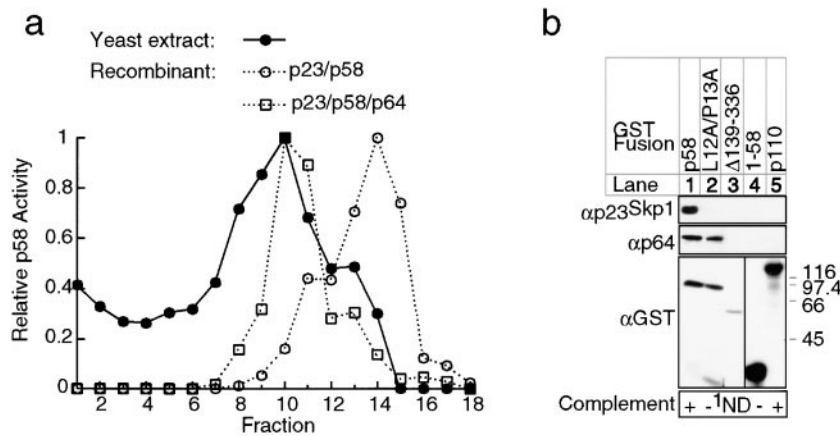 a
Yeast extract:
Recombinant: p23/p58
p23/p58/p64
Relative p58 Activity
1
0.8
0.6
0.4
0.2
0
2 4 6 8 10 12 14 16 18
Fraction
b
GST Fusion
p58
L12A/P13A
Δ139-336
1-58
p110
Lane 1 2 3 4 5
αp23Skp1
αp64
αGST
116
97.4
66
45
Complement + -¹ND - +